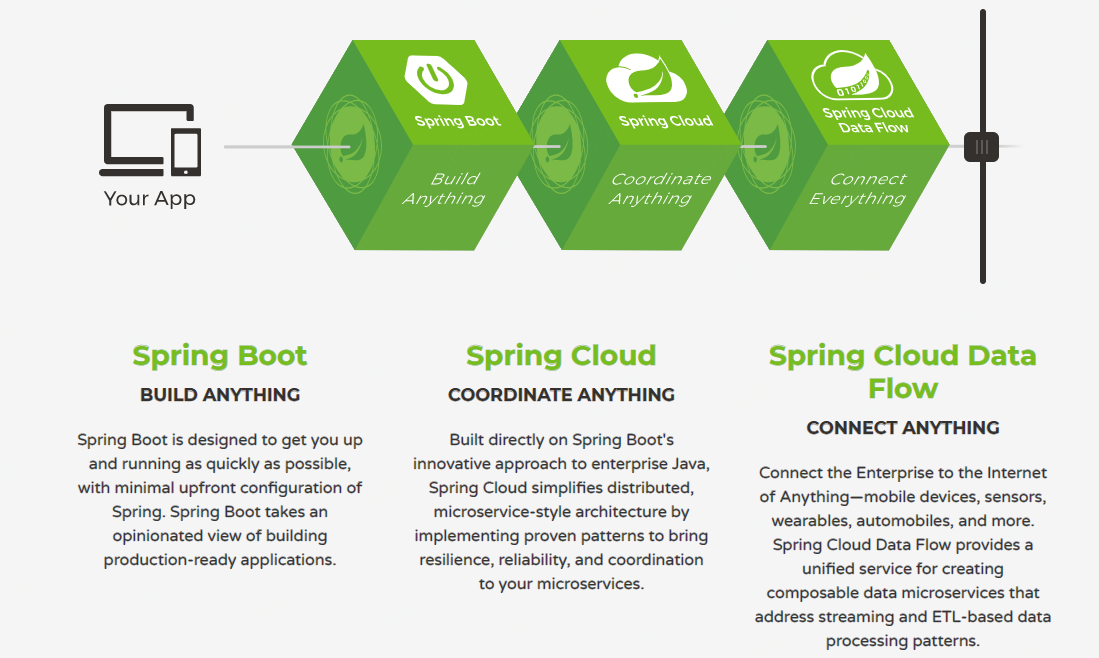 Your App
Spring Boot
Build
Anything
Spring Cloud
Coordinate
Anything
Spring Cloud
Data Flow
Connect
Everything
Spring Boot
BUILD ANYTHING
Spring Boot is designed to get you up
and running as quickly as possible,
with minimal upfront configuration of
Spring. Spring Boot takes an
opinionated view of building
production-ready applications.
Spring Cloud
COORDINATE ANYTHING
Built directly on Spring Boot's
innovative approach to enterprise Java,
Spring Cloud simplifies distributed,
microservice-style architecture by
implementing proven patterns to bring
resilience, reliability, and coordination
to your microservices.
Spring Cloud Data
Flow
CONNECT ANYTHING
Connect the Enterprise to the Internet
of Anything—mobile devices, sensors,
wearables, automobiles, and more.
Spring Cloud Data Flow provides a
unified service for creating
composable data microservices that
address streaming and ETL-based data
processing patterns.